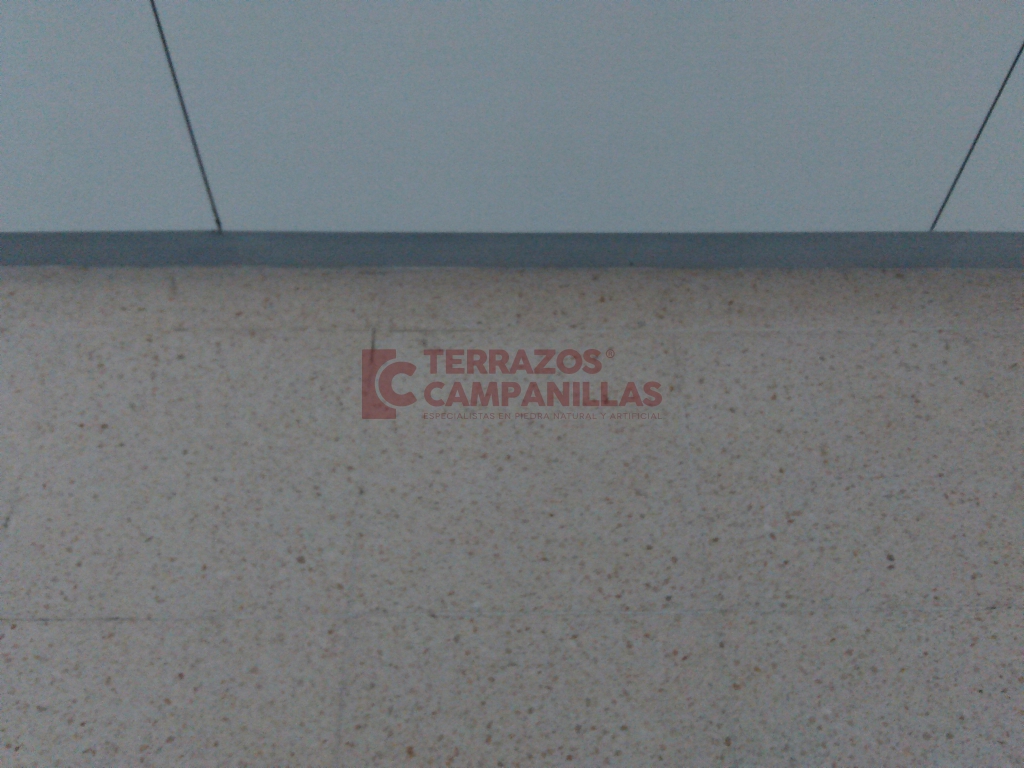 TERRAZOS®
CAMPANILLAS
ESPECIALISTAS EN PIEDRA NATURAL Y ARTIFICIAL